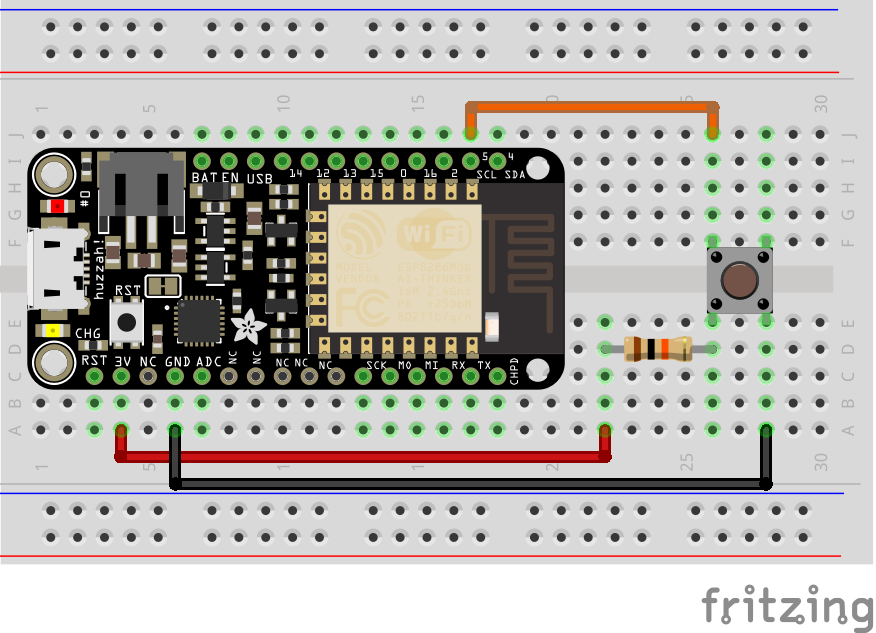 1 5 10 15 20 25 30
J J
I I
H H
G G
F F
BAT EN USB
14 12 13 15 0 16 2 5 4
SCL SDA
#0
huzzah!
WiFi
FC
RST
CHG
RST 3V NC GND ADC NC NC NC NC NC SCK MO MI RX TX CHPD
E E
D D
C C
B B
A A
1 5 10 15 20 25 30
fritzing